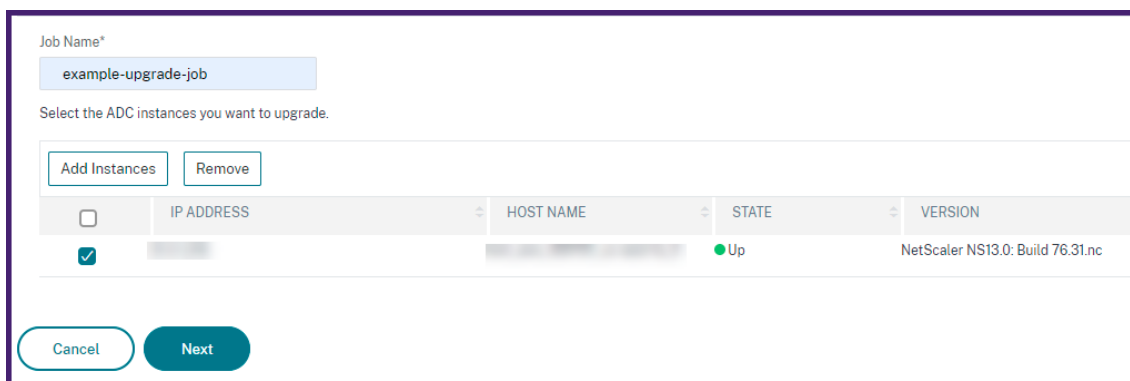 Job Name*
example-upgrade-job
Select the ADC instances you want to upgrade.
Add Instances Remove
IP ADDRESS HOST NAME STATE VERSION
Up NetScaler NS13.0: Build 76.31.nc
Cancel Next